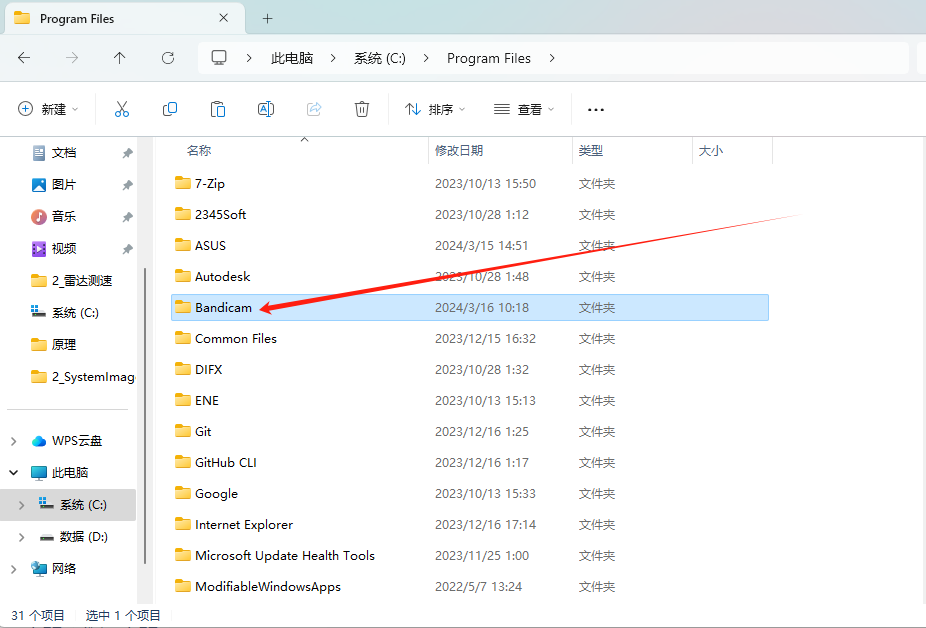 Program Files
此电脑 系统 (C:) Program Files
新建 排序 查看
文档
图片
音乐
视频
2_雷达测速
系统 (C:)
原理
2_SystemImag
WPS云盘
此电脑
系统 (C:)
数据 (D:)
网络
名称 修改日期 类型 大小
7-Zip 2023/10/13 15:50 文件夹
2345Soft 2023/10/28 1:12 文件夹
ASUS 2024/3/15 14:51 文件夹
Autodesk 2023/10/28 1:48 文件夹
Bandicam 2024/3/16 10:18 文件夹
Common Files 2023/12/15 16:32 文件夹
DIFX 2023/10/28 1:32 文件夹
ENE 2023/10/13 15:13 文件夹
Git 2023/12/16 1:25 文件夹
GitHub CLI 2023/12/16 1:17 文件夹
Google 2023/10/13 15:33 文件夹
Internet Explorer 2023/12/16 17:14 文件夹
Microsoft Update Health Tools 2023/11/25 1:00 文件夹
ModifiableWindowsApps 2022/5/7 13:24 文件夹
31 个项目 选中 1 个项目